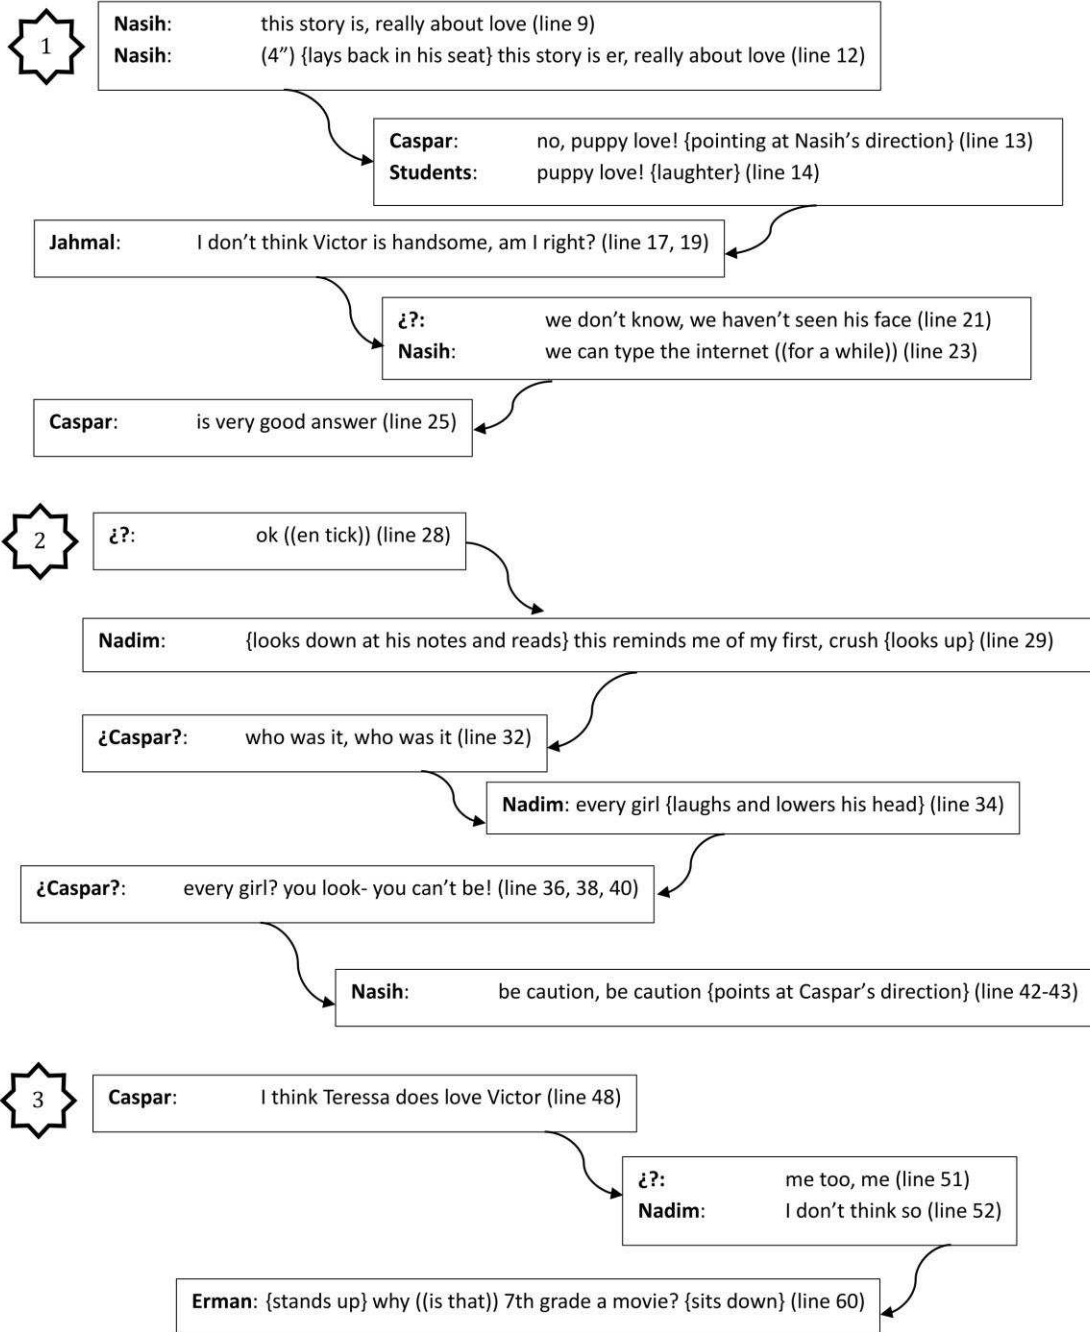 1
Nasih: this story is, really about love (line 9)
Nasih: (4”) {lays back in his seat} this story is er, really about love (line 12)
Caspar: no, puppy love! {pointing at Nasih’s direction} (line 13)
Students: puppy love! {laughter} (line 14)
Jahmal: I don’t think Victor is handsome, am I right? (line 17, 19)
¿?: we don’t know, we haven’t seen his face (line 21)
Nasih: we can type the internet ((for a while)) (line 23)
Caspar: is very good answer (line 25)
2
¿?: ok ((en tick)) (line 28)
Nadim: {looks down at his notes and reads} this reminds me of my first, crush {looks up} (line 29)
¿Caspar?: who was it, who was it (line 32)
Nadim: every girl {laughs and lowers his head} (line 34)
¿Caspar?: every girl? you look- you can’t be! (line 36, 38, 40)
Nasih: be caution, be caution {points at Caspar’s direction} (line 42-43)
3
Caspar: I think Teressa does love Victor (line 48)
¿?: me too, me (line 51)
Nadim: I don’t think so (line 52)
Erman: {stands up} why ((is that)) 7th grade a movie? {sits down} (line 60)